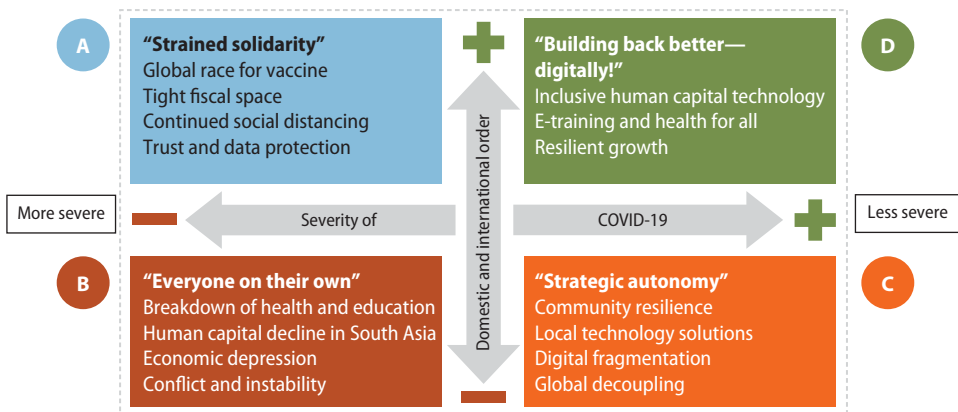 A
“Strained solidarity”
Global race for vaccine
Tight fiscal space
Continued social distancing
Trust and data protection
“Building back better—
digitally!”
Inclusive human capital technology
E-training and health for all
Resilient growth
D
More severe
Severity of
Domestic and international order
COVID-19
Less severe
B
“Everyone on their own”
Breakdown of health and education
Human capital decline in South Asia
Economic depression
Conflict and instability
“Strategic autonomy”
Community resilience
Local technology solutions
Digital fragmentation
Global decoupling
C